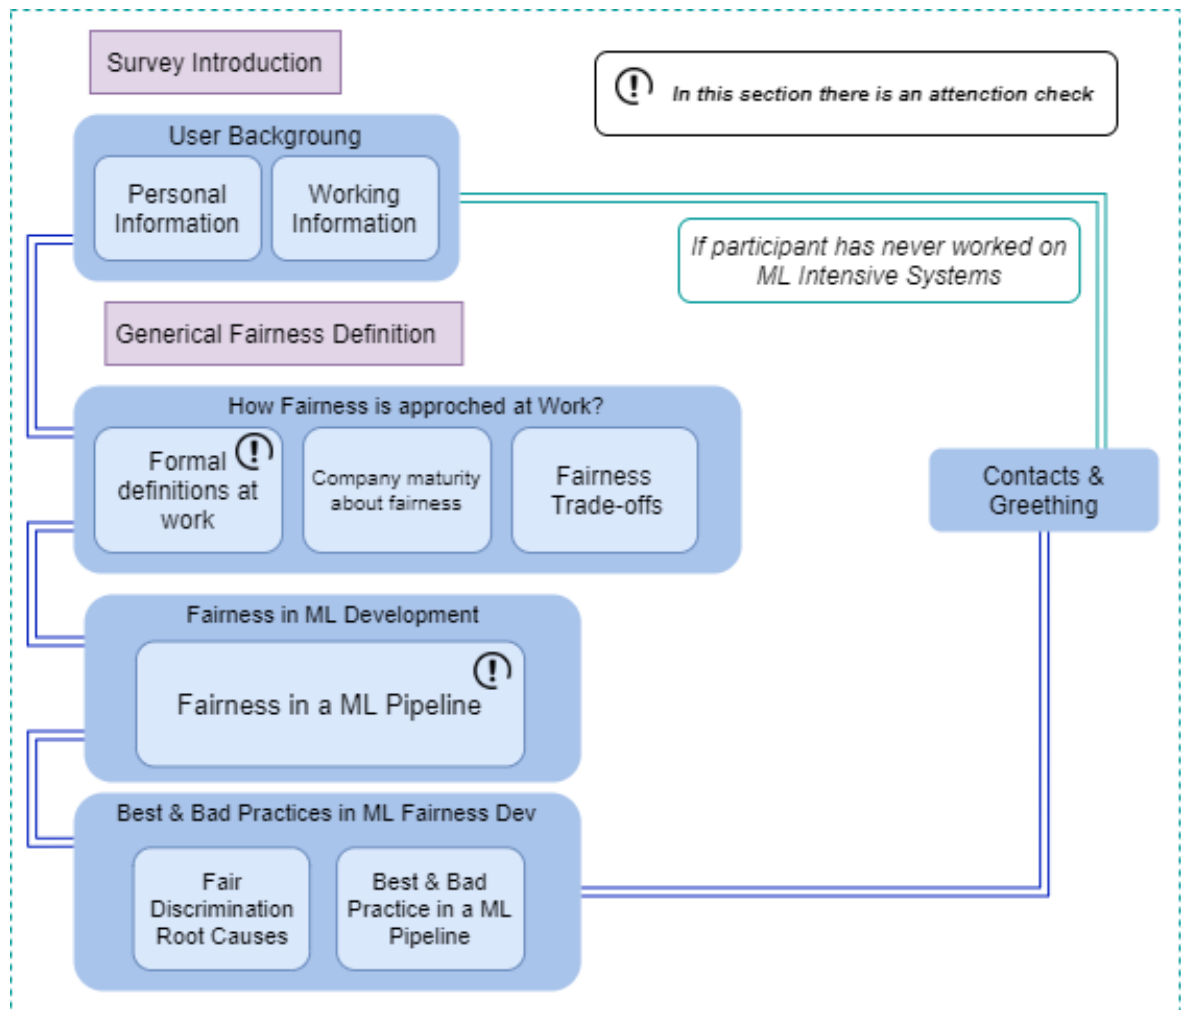 Survey Introduction
In this section there is an attenction check
User Backgroung
Personal
Information
Working
Information
If participant has never worked on
ML Intensive Systems
Generical Fairness Definition
How Fairness is approched at Work?
Formal
definitions at
work
Company maturity
about fairness
Fairness
Trade-offs
Contacts &
Greething
Fairness in ML Development
Fairness in a ML Pipeline
Best & Bad Practices in ML Fairness Dev
Fair
Discrimination
Root Causes
Best & Bad
Practice in a ML
Pipeline